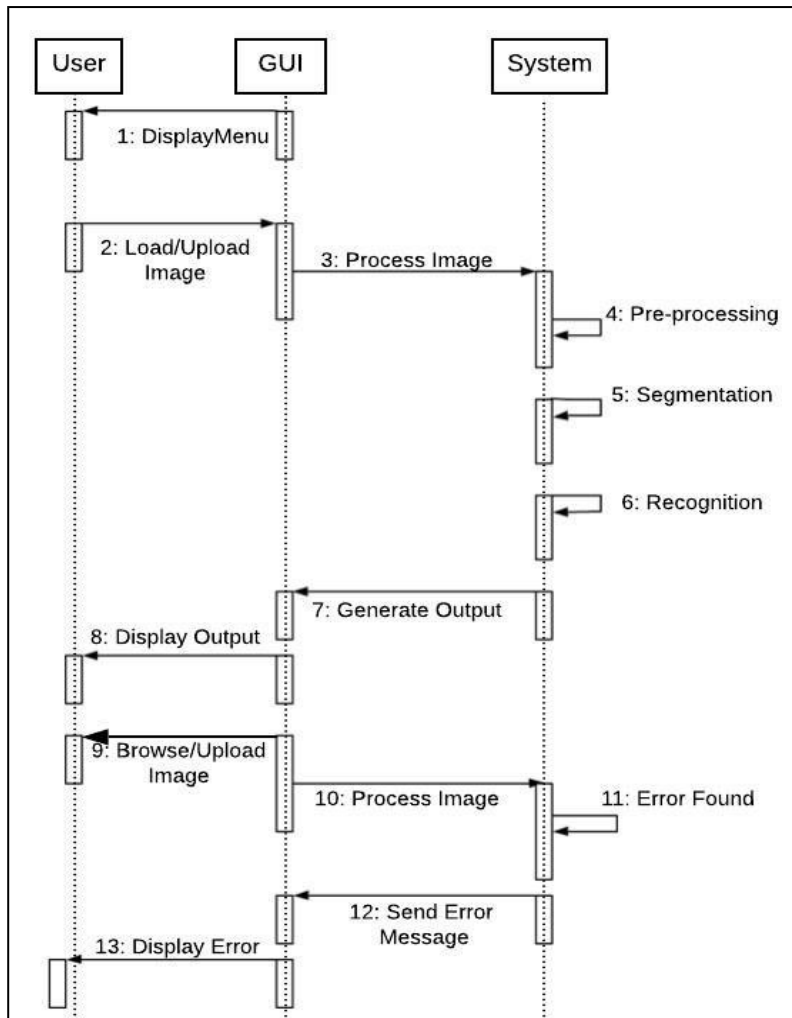 User
GUI
System
1: DisplayMenu
2: Load/Upload
Image
3: Process Image
4: Pre-processing
5: Segmentation
6: Recognition
7: Generate Output
8: Display Output
9: Browse/Upload
Image
10: Process Image
11: Error Found
12: Send Error
Message
13: Display Error